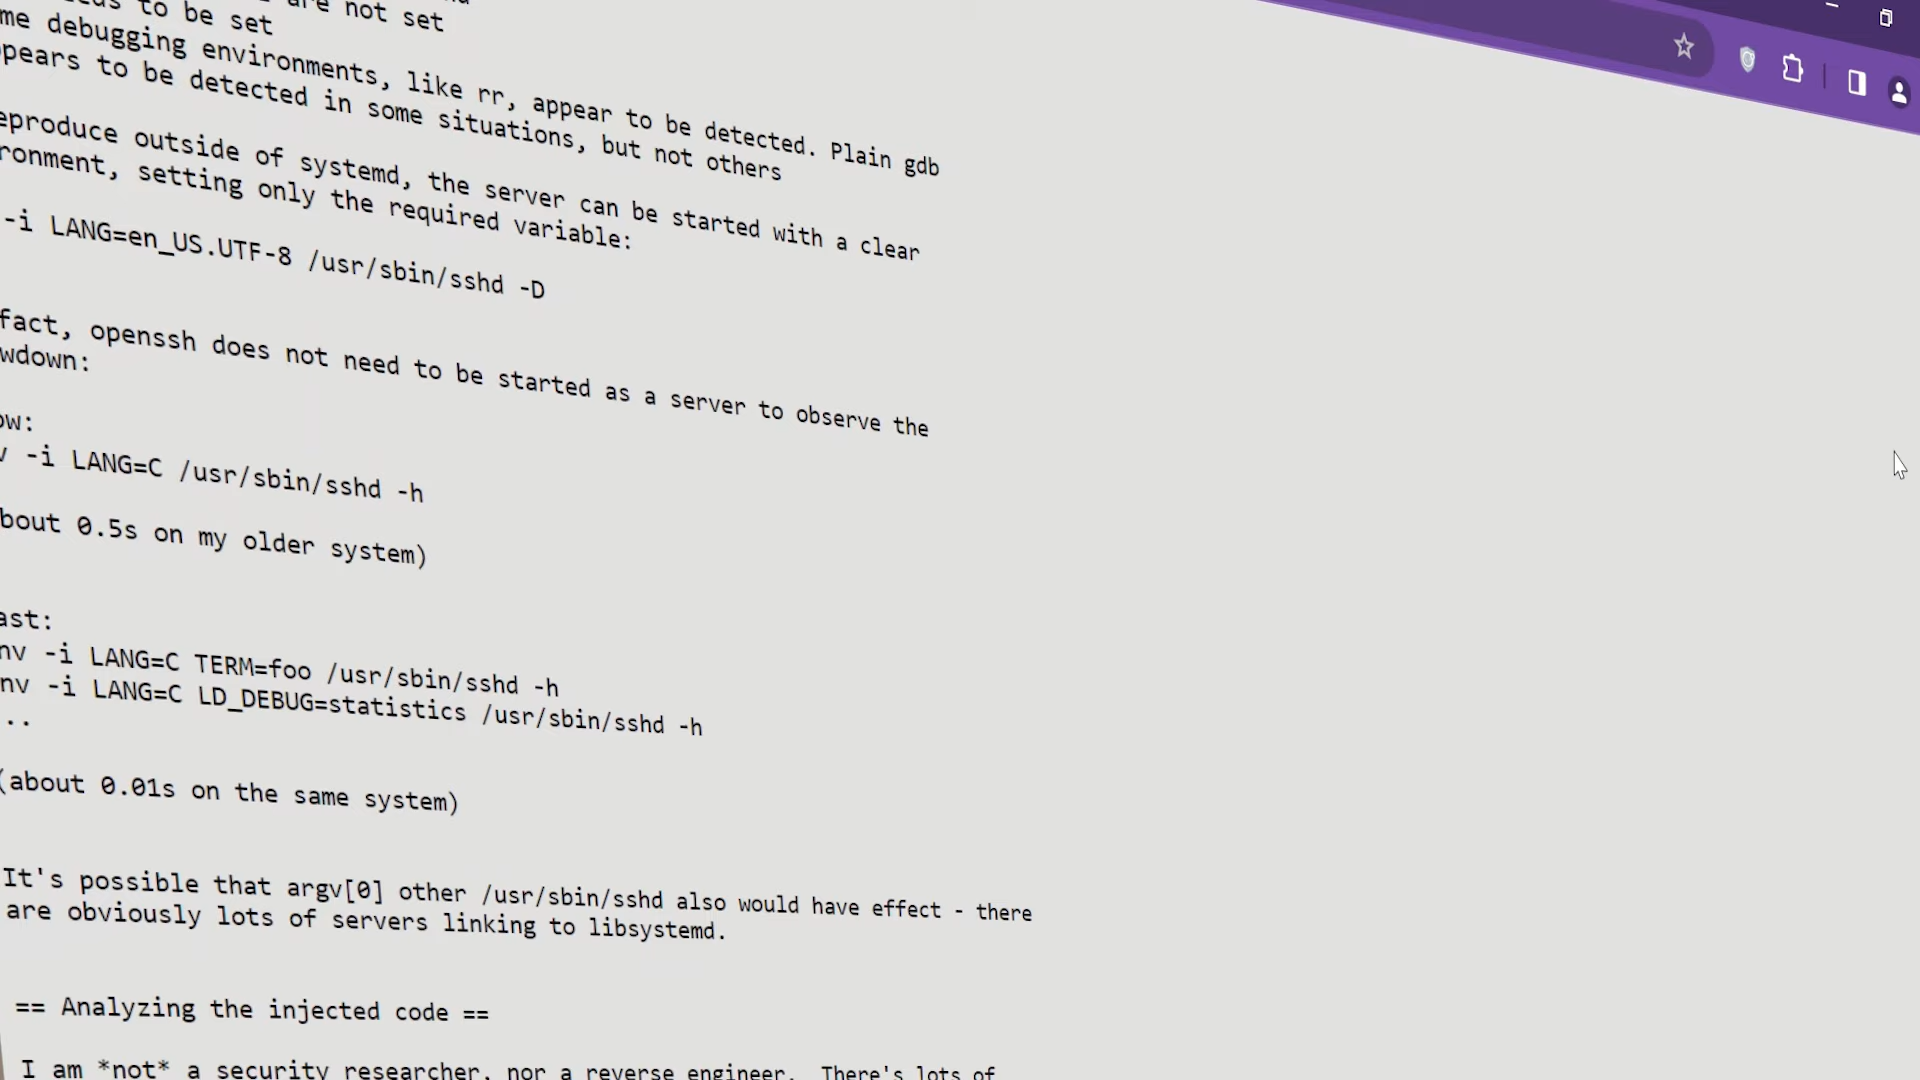 to be set
are not set
me debugging environments, like rr, appear to be detected. Plain gdb
pears to be detected in some situations, but not others
eproduce outside of systemd, the server can be started with a clear
ronment, setting only the required variable:
-i LANG=en_US.UTF-8 /usr/sbin/sshd -D
fact, openssh does not need to be started as a server to observe the
wdown:
ow:
v -i LANG=C /usr/sbin/sshd -h
bout 0.5s on my older system)
ast:
nv -i LANG=C TERM=foo /usr/sbin/sshd -h
nv -i LANG=C LD_DEBUG=statistics /usr/sbin/sshd -h
..
(about 0.01s on the same system)
It's possible that argv[0] other /usr/sbin/sshd also would have effect - there
are obviously lots of servers linking to libsystemd.
== Analyzing the injected code ==
I am *not* a security researcher, nor a reverse engineer. There's lots of